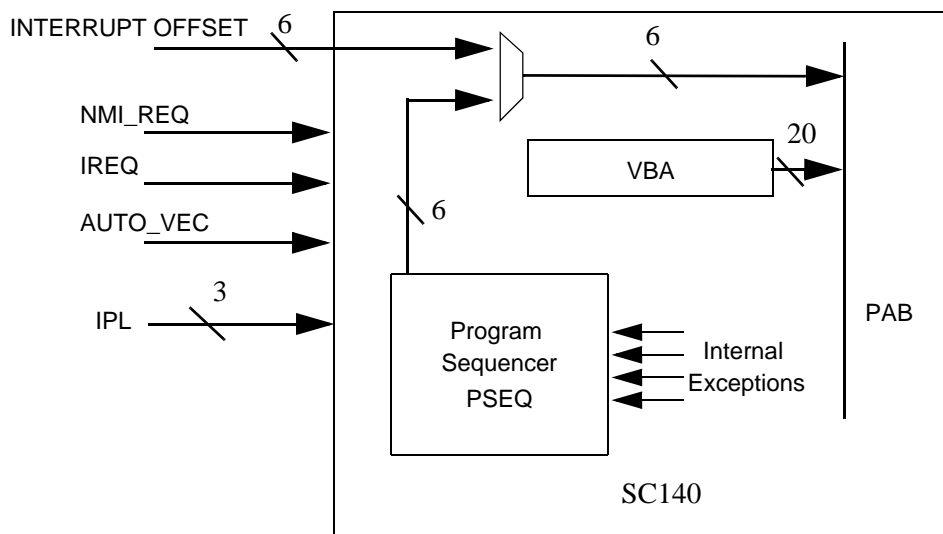 INTERRUPT OFFSET
6
6
NMI_REQ
20
IREQ
VBA
6
AUTO_VEC
3
IPL
PAB
Program
Sequencer
PSEQ
Internal
Exceptions
SC140